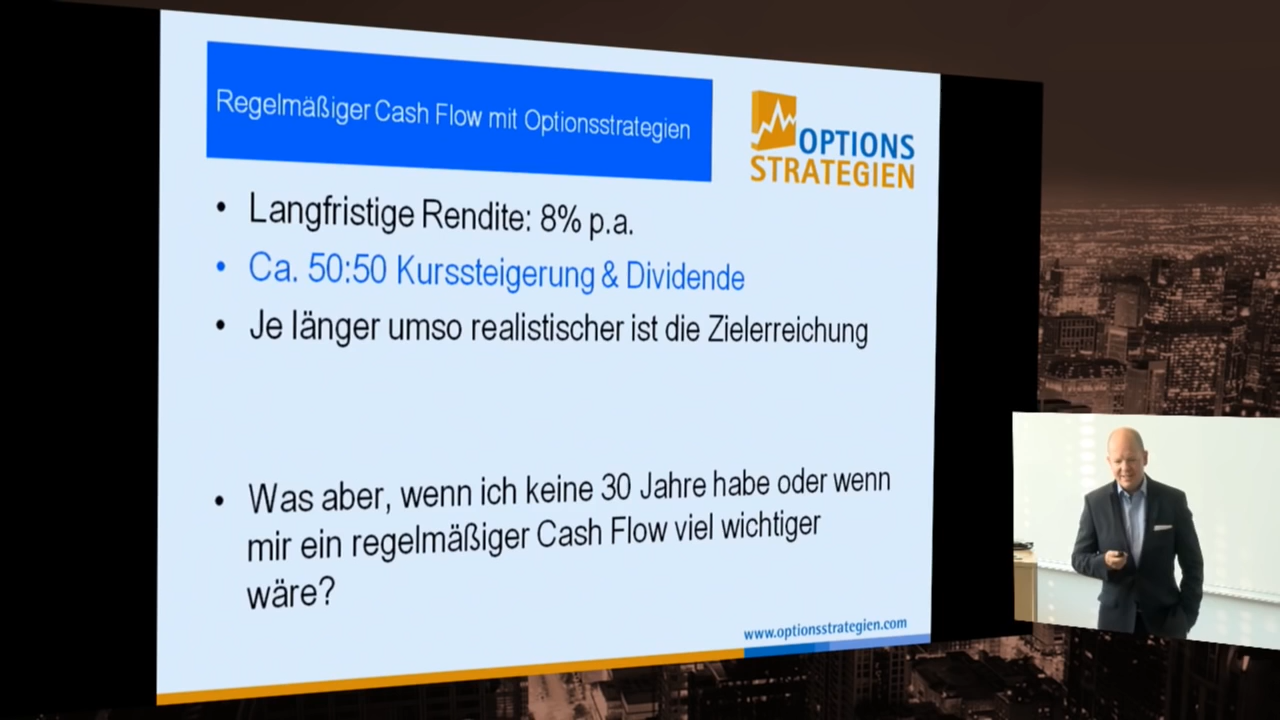 Regelmäßiger Cash Flow mit Optionsstrategien
OPTIONS
STRATEGIEN
• Langfristige Rendite: 8% p.a.
• Ca. 50:50 Kurssteigerung & Dividende
• Je länger umso realistischer ist die Zielerreichung
• Was aber, wenn ich keine 30 Jahre habe oder wenn
mir ein regelmäßiger Cash Flow viel wichtiger
wäre?
www.optionsstrategien.com